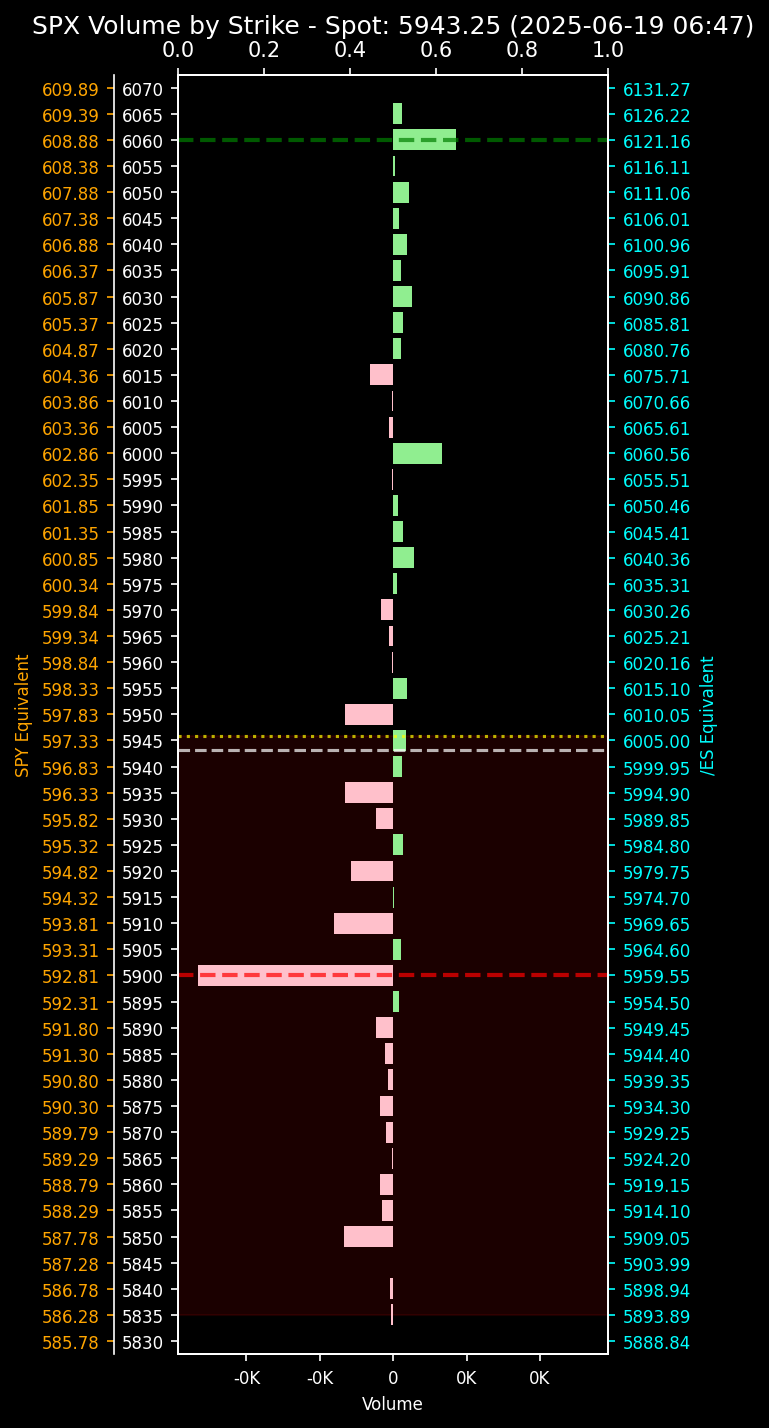 SPX Volume by Strike - Spot: 5943.25 (2025-06-19 06:47)
0.0 0.2 0.4 0.6 0.8 1.0
609.89 6070 6131.27
609.39 6065 6126.22
608.88 6060 6121.16
608.38 6055 6116.11
607.88 6050 6111.06
607.38 6045 6106.01
606.88 6040 6100.96
606.37 6035 6095.91
605.87 6030 6090.86
605.37 6025 6085.81
604.87 6020 6080.76
604.36 6015 6075.71
603.86 6010 6070.66
603.36 6005 6065.61
602.86 6000 6060.56
602.35 5995 6055.51
601.85 5990 6050.46
601.35 5985 6045.41
600.85 5980 6040.36
600.34 5975 6035.31
599.84 5970 6030.26
599.34 5965 6025.21
598.84 5960 6020.16
598.33 5955 6015.10
597.83 5950 6010.05
597.33 5945 6005.00
596.83 5940 5999.95
596.33 5935 5994.90
595.82 5930 5989.85
595.32 5925 5984.80
594.82 5920 5979.75
594.32 5915 5974.70
593.81 5910 5969.65
593.31 5905 5964.60
592.81 5900 5959.55
592.31 5895 5954.50
591.80 5890 5949.45
591.30 5885 5944.40
590.80 5880 5939.35
590.30 5875 5934.30
589.79 5870 5929.25
589.29 5865 5924.20
588.79 5860 5919.15
588.29 5855 5914.10
587.78 5850 5909.05
587.28 5845 5903.99
586.78 5840 5898.94
586.28 5835 5893.89
585.78 5830 5888.84
SPY Equivalent
/ES Equivalent
-0K -0K 0 0K 0K
Volume